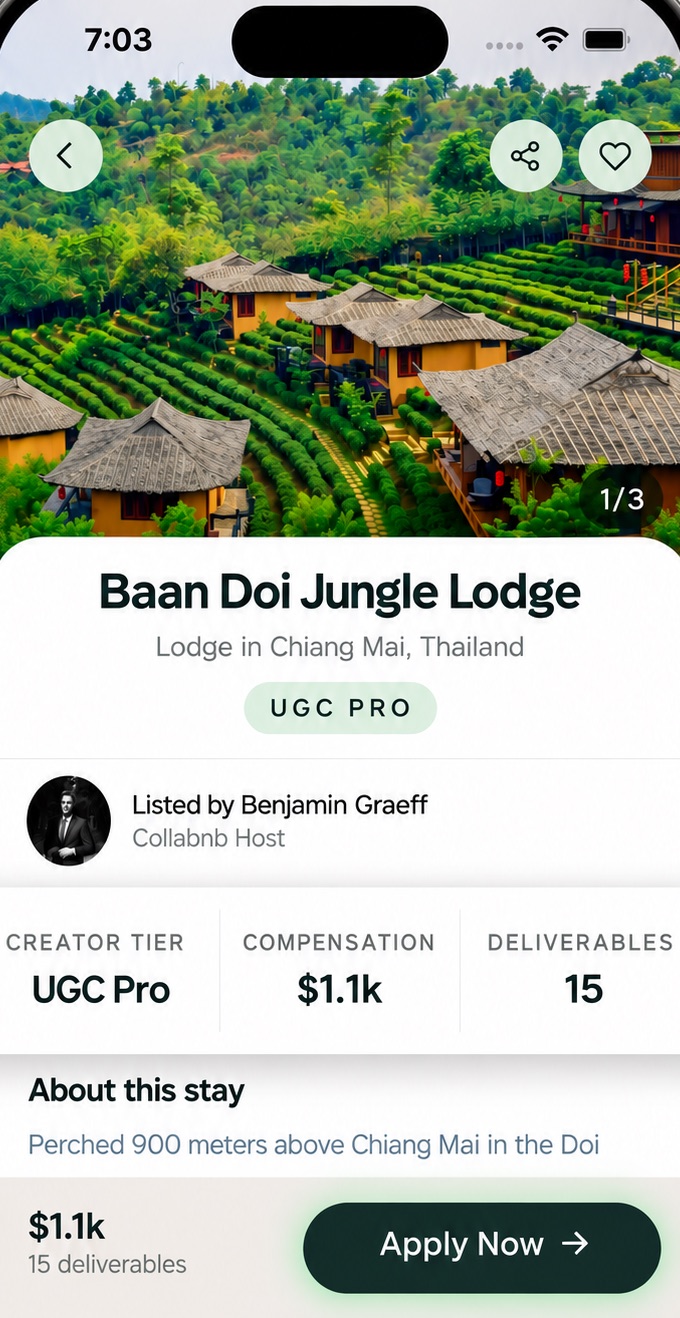 7:03
1/3
Baan Doi Jungle Lodge
Lodge in Chiang Mai, Thailand
UGC PRO
Listed by Benjamin Graeff
Collabnb Host
CREATOR TIER
UGC Pro
COMPENSATION
$1.1k
DELIVERABLES
15
About this stay
Perched 900 meters above Chiang Mai in the Doi
$1.1k
15 deliverables
Apply Now →